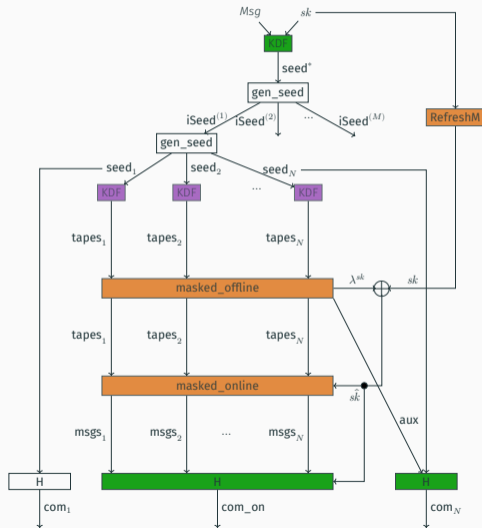 Msg sk
KDF
seed*
gen_seed
iSeed(1) iSeed(2) ... iSeed(M)
RefreshM
gen_seed
seed1 seed2 ... seedN
KDF KDF KDF
tapes1 tapes2 tapesN
masked_offline λsk sk
tapes1 tapes2 tapesN
masked_online
s\hat{k}
msgs1 msgs2 ... msgsN
aux
H H H
com1 com_on comN